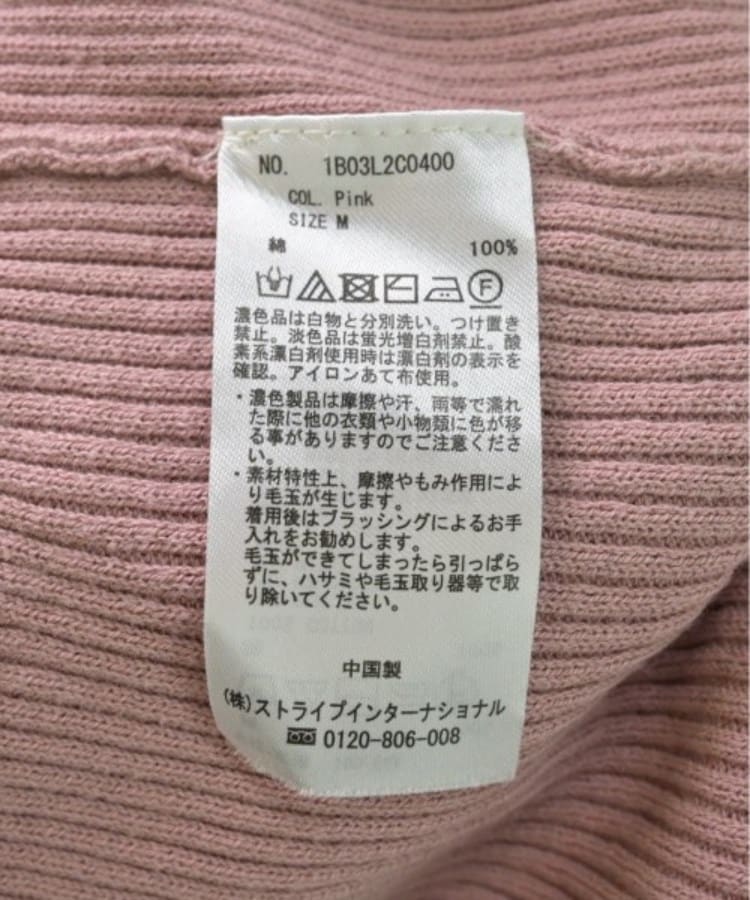 NO. 1B03L2C0400
COL. Pink
SIZE M
綿 100%
F
濃色品は白物と分別洗い。つけ置き
禁止。淡色品は蛍光増白剤禁止。酸
素系漂白剤使用時は漂白剤の表示を
確認。アイロンあて布使用。
・濃色製品は摩擦や汗、雨等で濡れ
た際に他の衣類や小物類に色が移
る事がありますのでご注意くださ
い。
・素材特性上、摩擦やもみ作用によ
り毛玉が生じます。
着用後はブラッシングによるお手
入れをお勧めします。
毛玉ができてしまったら引っぱら
ずに、ハサミや毛玉取り器等で取
り除いてください。
中国製
(株)ストライプインターナショナル
0120-806-008